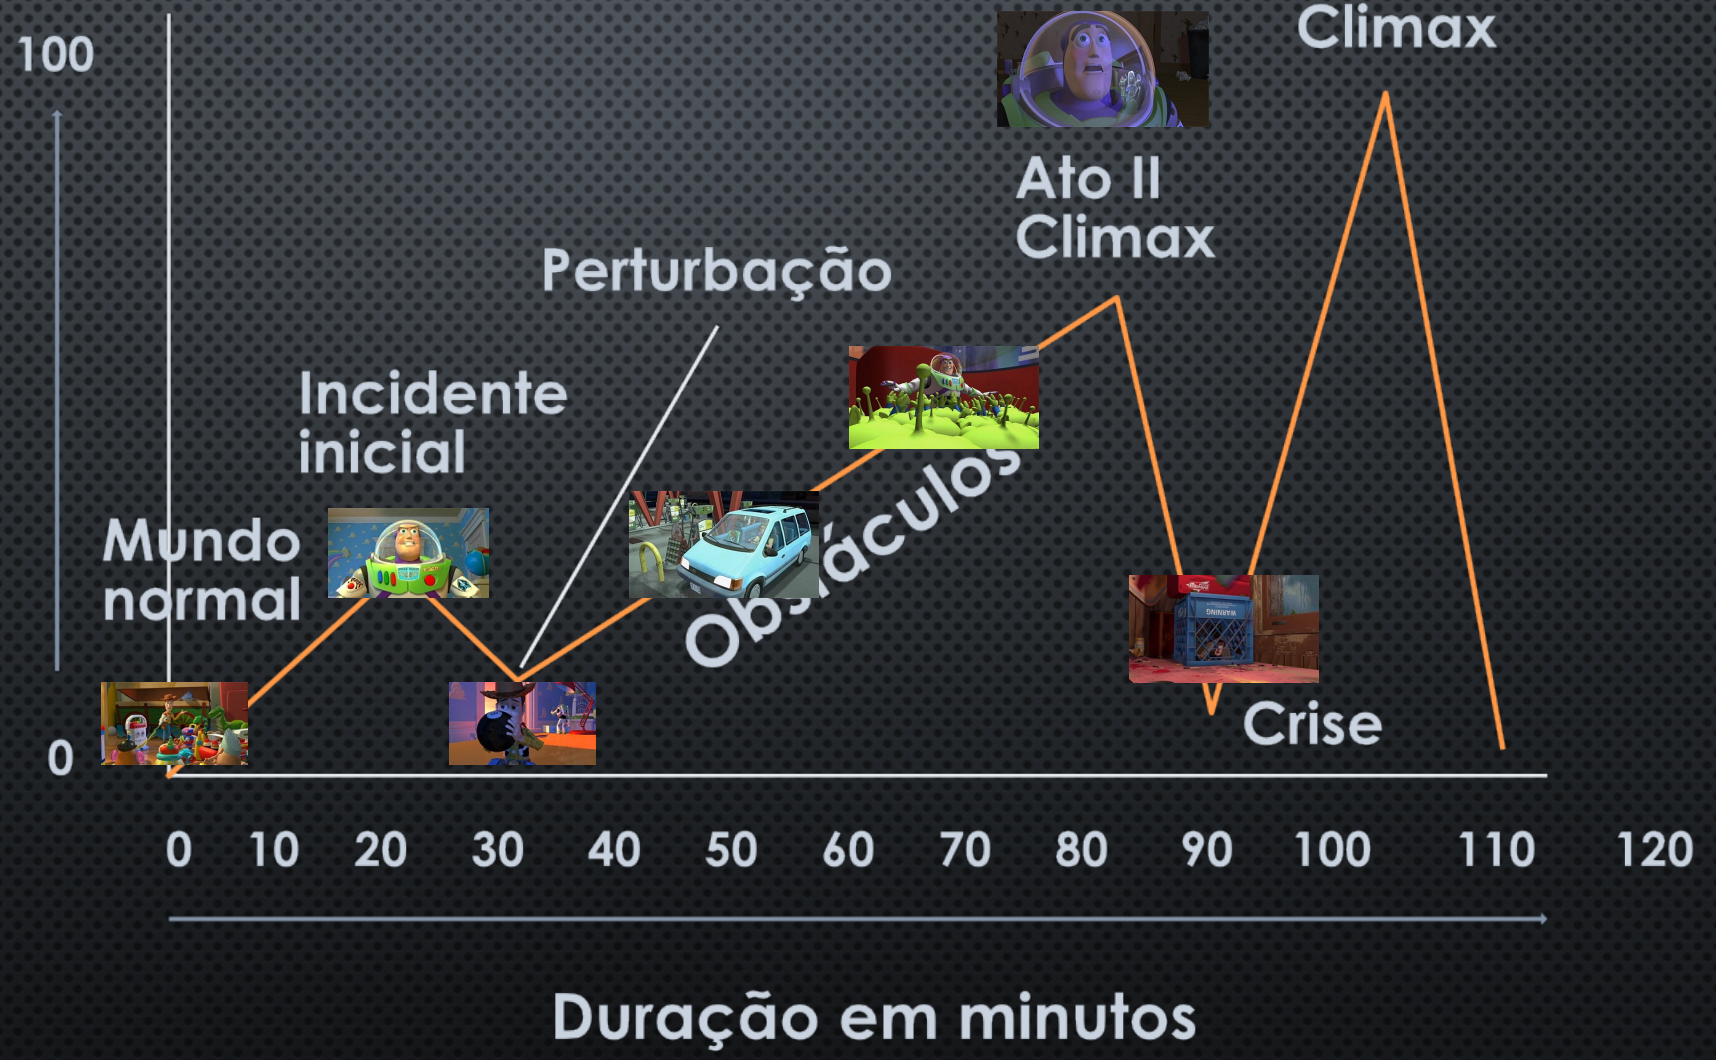 100
Climax
Ato II
Climax
Perturbação
Incidente
inicial
Mundo
normal
Obstáculos
WARNING
Crise
0
0 10 20 30 40 50 60 70 80 90 100 110 120
Duração em minutos